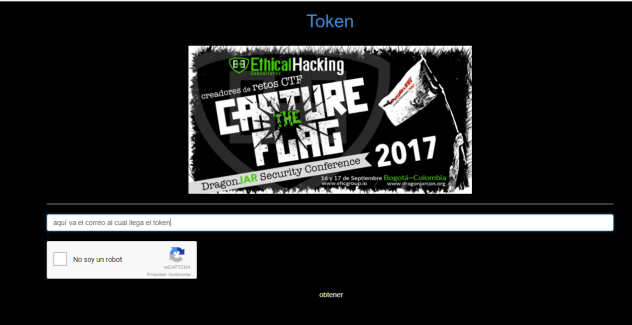 Token
EthicalHacking
CONSULTORES
creadores de retos CTF
CAPTURE
THE
FLAG
2017
DragonJAR Security Conference
16 y 17 de Septiembre Bogotá-Colombia
www.ehcgroup.io www.dragonjarcon.org
aquí va el correo al cual llega el token
No soy un robot
reCAPTCHA
Privacidad - Condiciones
obtener